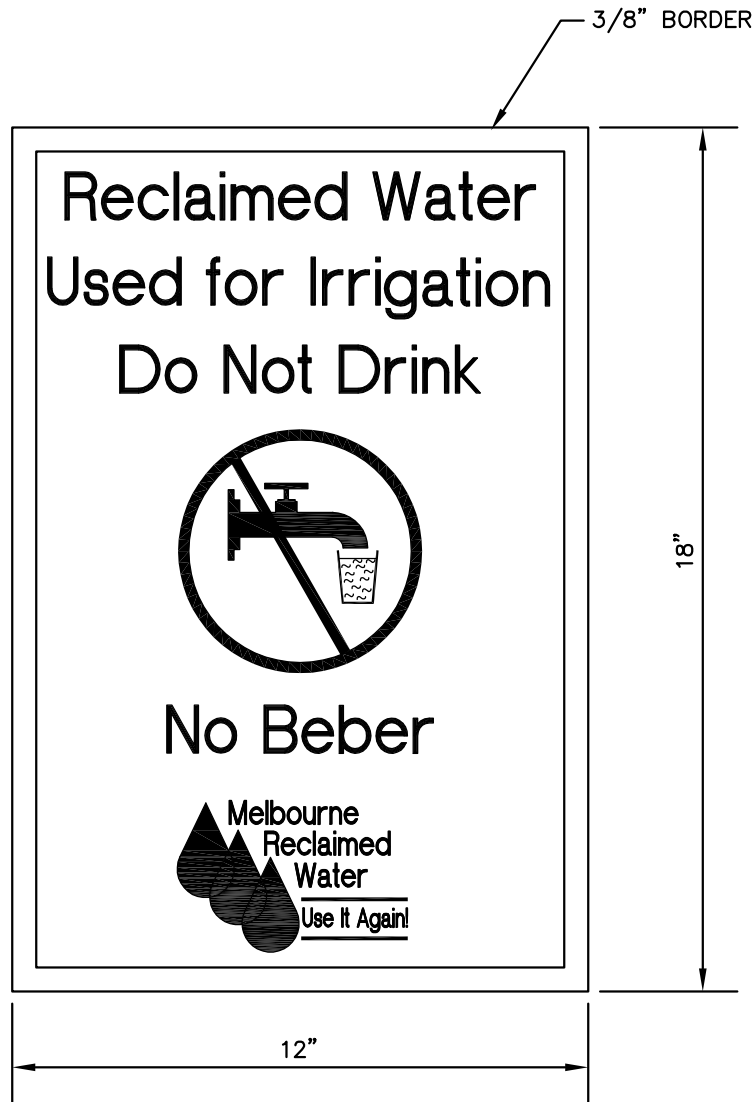 3/8" BORDER
Reclaimed Water
Used for Irrigation
Do Not Drink
18"
No Beber
Melbourne
Reclaimed
Water
Use It Again!
12"